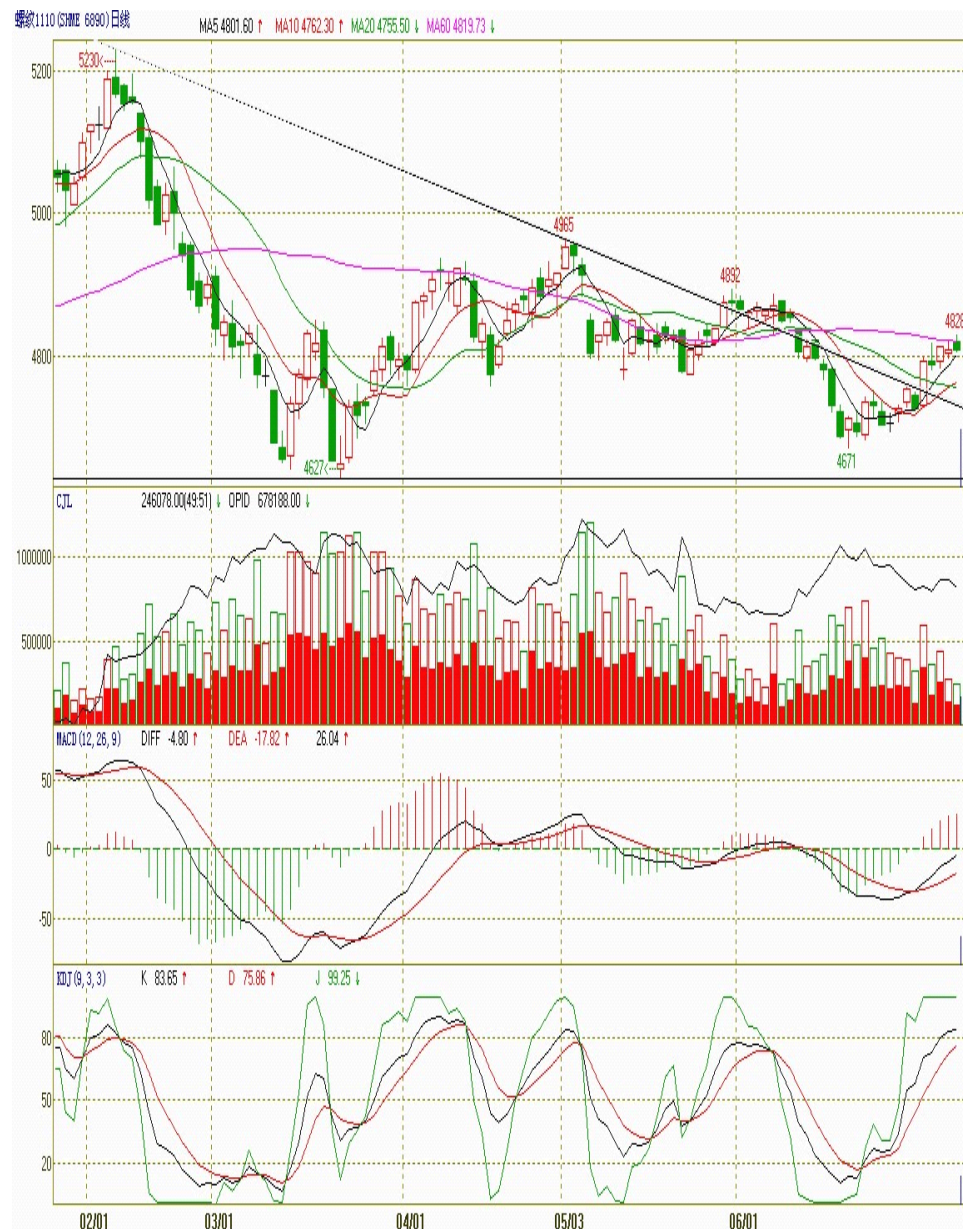 螺纹1110(SHME 6890)日线
MA5 4801.60 ↑ MA10 4762.30 ↑ MA20 4755.50 ↓ MA60 4819.73 ↓
5230
5200
5000
4965
4892
4826
4800
4627
4671
CJL 246078.00(49:51) ↓ OPID 678188.00 ↓
1000000
500000
MACD(12,26,9) DIFF -4.80 ↑ DEA -17.82 ↑ 26.04 ↑
50
0
-50
KDJ(9,3,3) K 83.65 ↑ D 75.86 ↑ J 99.25 ↓
80
50
20
02/01 03/01 04/01 05/03 06/01